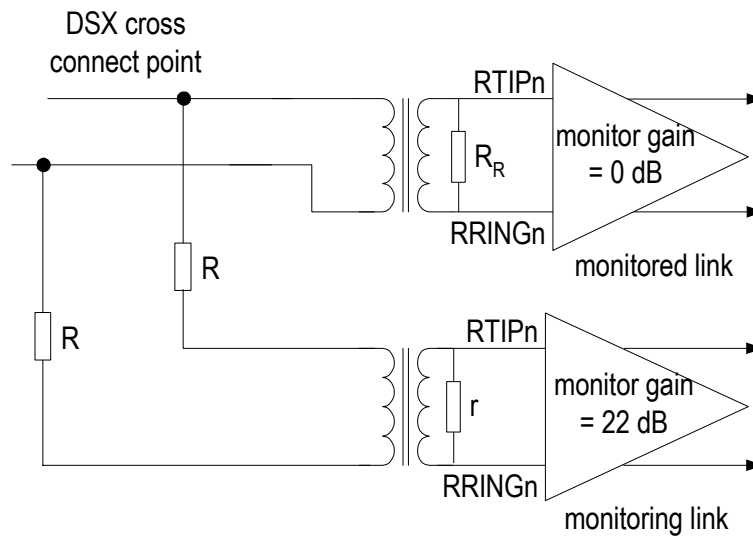 DSX cross
connect point
RTIPn
monitor gain
= 0 dB
R_R
RRINGn
monitored link
R
R
RTIPn
monitor gain
= 22 dB
r
RRINGn
monitoring link